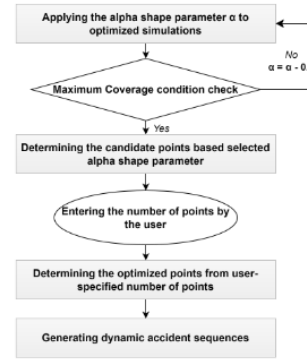 Applying the alpha shape parameter α to
optimized simulations
No
α = α - 0.
Maximum Coverage condition check
Yes
Determining the candidate points based selected
alpha shape parameter
Entering the number of points by
the user
Determining the optimized points from user-
specified number of points
Generating dynamic accident sequences